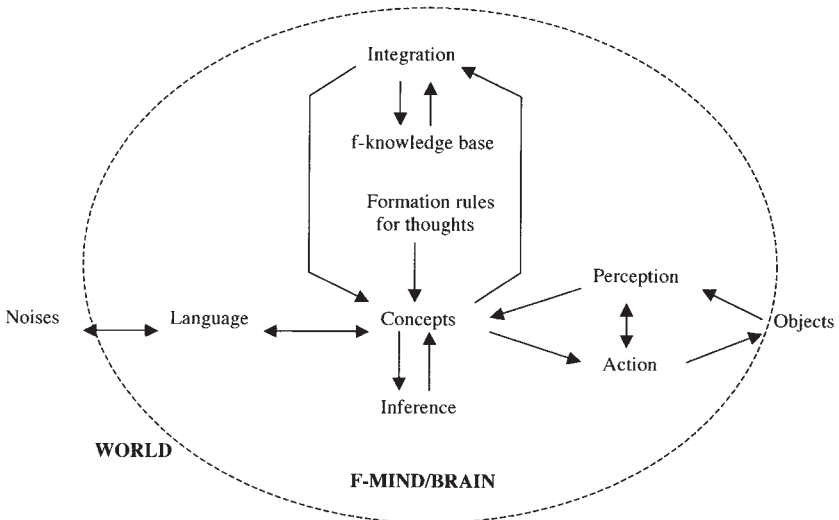 Integration
f-knowledge base
Formation rules
for thoughts
Perception
Noises
Language
Concepts
Objects
Action
Inference
WORLD
F-MIND/BRAIN